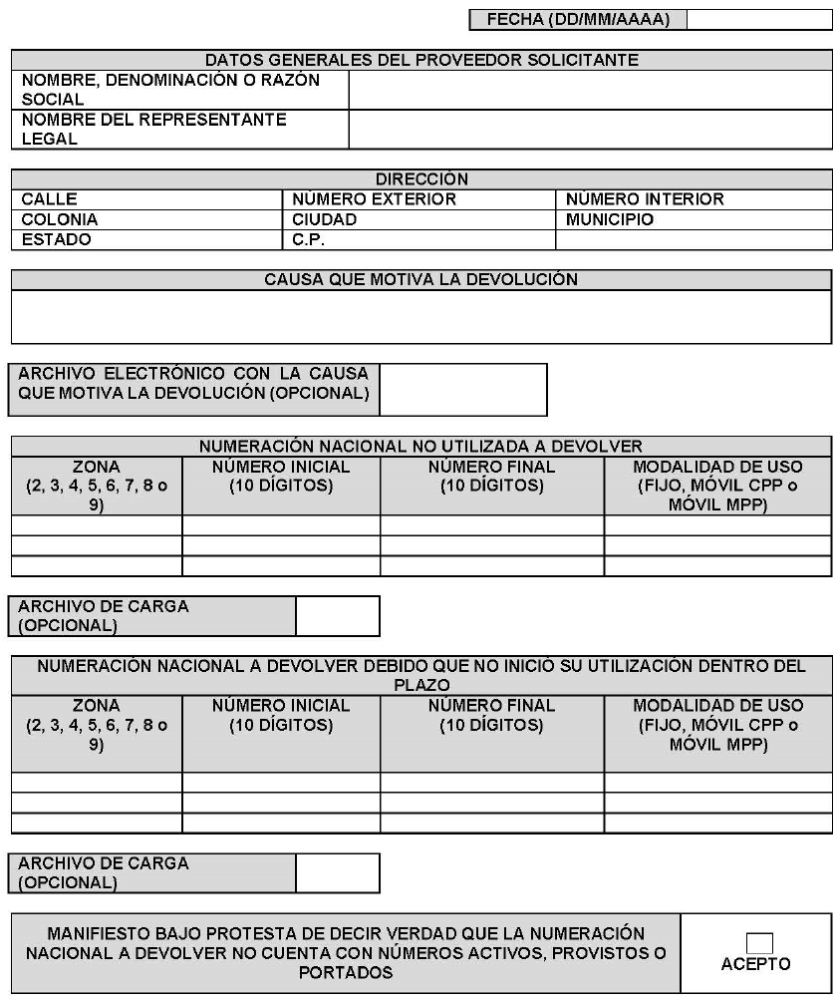 FECHA (DD/MM/AAAA)
DATOS GENERALES DEL PROVEEDOR SOLICITANTE
NOMBRE, DENOMINACIÓN O RAZÓN
SOCIAL
NOMBRE DEL REPRESENTANTE
LEGAL
DIRECCIÓN
CALLE NÚMERO EXTERIOR NÚMERO INTERIOR
COLONIA CIUDAD MUNICIPIO
ESTADO C.P.
CAUSA QUE MOTIVA LA DEVOLUCIÓN
ARCHIVO ELECTRÓNICO CON LA CAUSA
QUE MOTIVA LA DEVOLUCIÓN (OPCIONAL)
NUMERACIÓN NACIONAL NO UTILIZADA A DEVOLVER
ZONA NÚMERO INICIAL NÚMERO FINAL MODALIDAD DE USO
(2, 3, 4, 5, 6, 7, 8 o (10 DÍGITOS) (10 DÍGITOS) (FIJO, MÓVIL CPP o
9) MÓVIL MPP)
ARCHIVO DE CARGA
(OPCIONAL)
NUMERACIÓN NACIONAL A DEVOLVER DEBIDO QUE NO INICIÓ SU UTILIZACIÓN DENTRO DEL
PLAZO
ZONA NÚMERO INICIAL NÚMERO FINAL MODALIDAD DE USO
(2, 3, 4, 5, 6, 7, 8 o (10 DÍGITOS) (10 DÍGITOS) (FIJO, MÓVIL CPP o
9) MÓVIL MPP)
ARCHIVO DE CARGA
(OPCIONAL)
MANIFIESTO BAJO PROTESTA DE DECIR VERDAD QUE LA NUMERACIÓN
NACIONAL A DEVOLVER NO CUENTA CON NÚMEROS ACTIVOS, PROVISTOS O
PORTADOS
ACEPTO